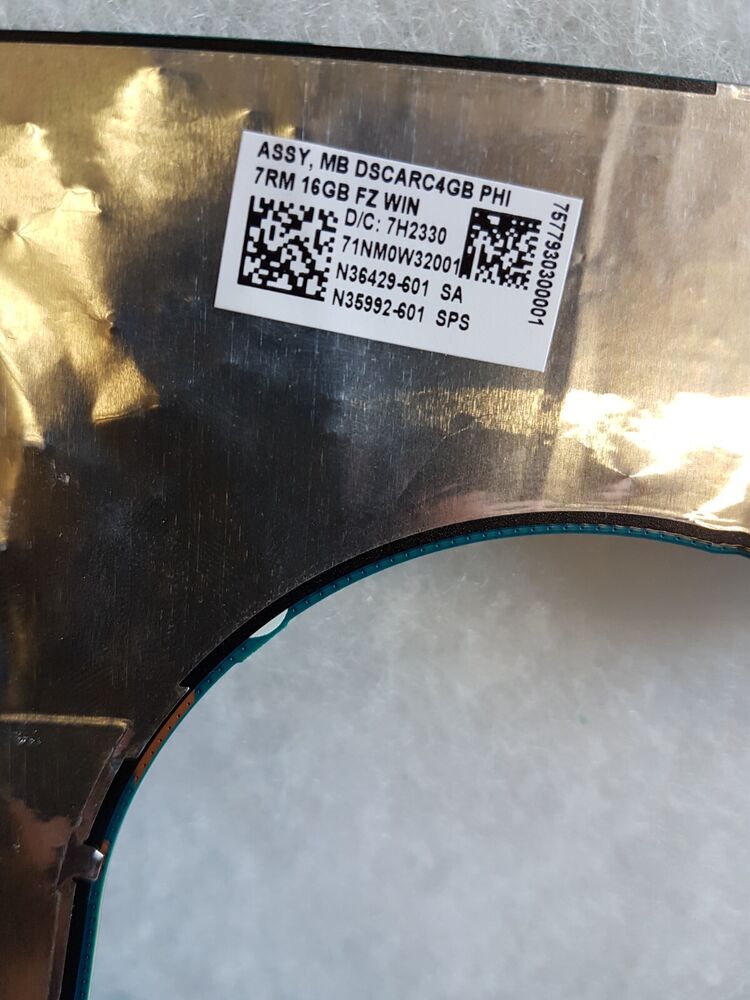 ASSY, MB DSCARC4GB PHI
7RM 16GB FZ WIN
D/C: 7H2330
71NM0W32001
N36429-601 SA
N35992-601 SPS
7577930300001